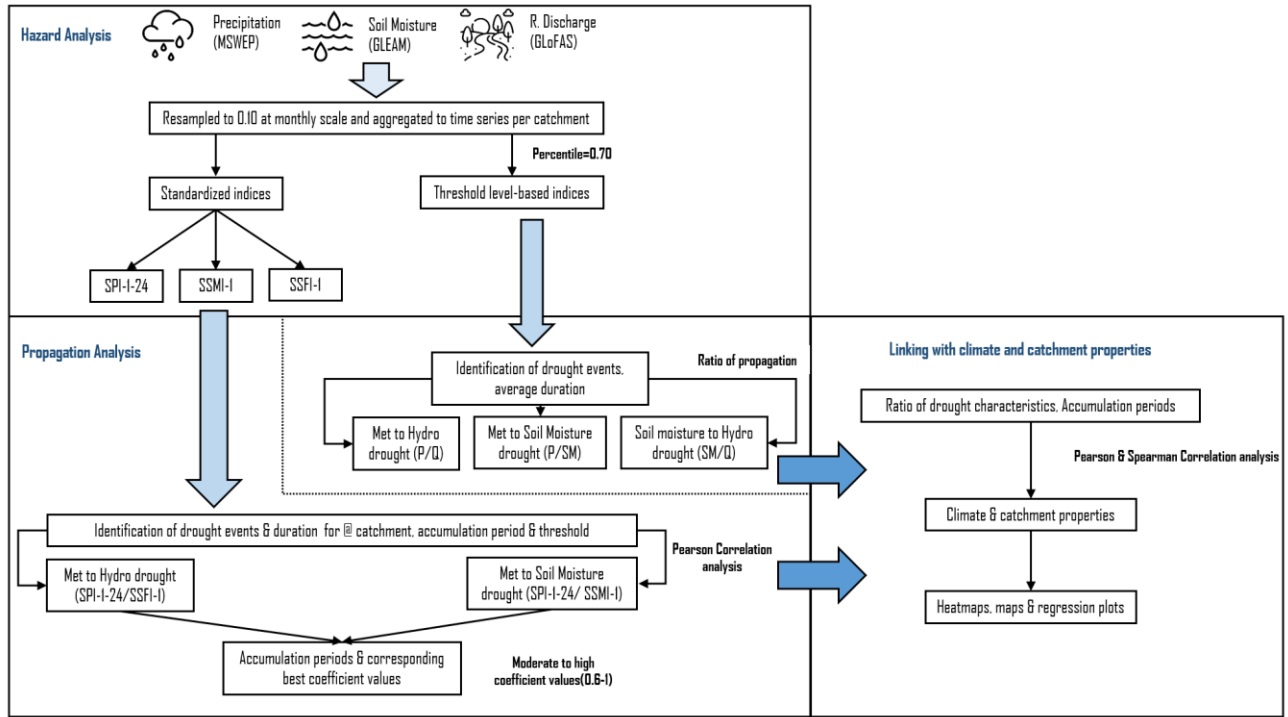 Hazard Analysis
Precipitation
(MSWEP)
Soil Moisture
(GLEAM)
R. Discharge
(GLoFAS)
Resampled to 0.10 at monthly scale and aggregated to time series per catchment
Percentile=0.70
Standardized indices
Threshold level-based indices
SPI-1-24
SSMI-1
SSFI-1
Propagation Analysis
Identification of drought events,
average duration
Ratio of propagation
Met to Hydro
drought (P/Q)
Met to Soil Moisture
drought (P/SM)
Soil moisture to Hydro
drought (SM/Q)
Identification of drought events & duration for @ catchment, accumulation period & threshold
Pearson Correlation
analysis
Met to Hydro drought
(SPI-1-24/SSFI-1)
Met to Soil Moisture
drought (SPI-1-24/ SSMI-1)
Accumulation periods & corresponding
best coefficient values
Moderate to high
coefficient values(0.6-1)
Linking with climate and catchment properties
Ratio of drought characteristics, Accumulation periods
Pearson & Spearman Correlation analysis
Climate & catchment properties
Heatmaps, maps & regression plots